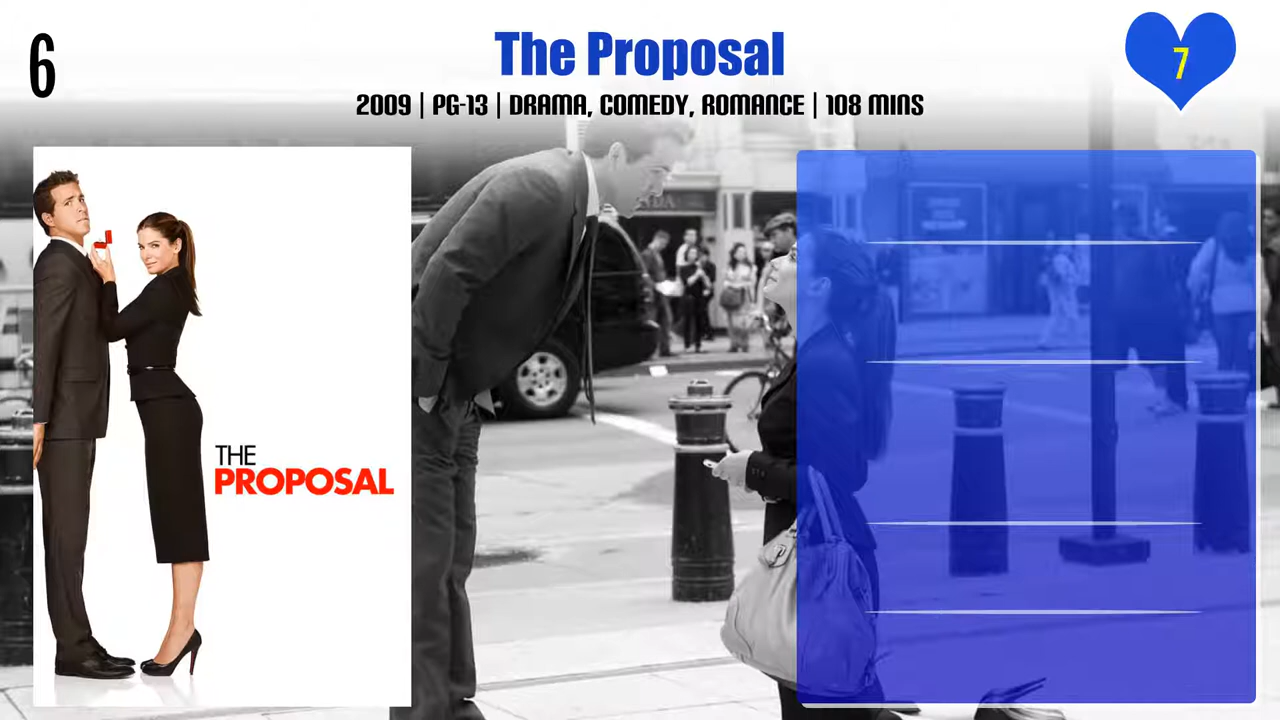 6
The Proposal
7
2009 | PG-13 | DRAMA, COMEDY, ROMANCE | 108 MINS
THE
PROPOSAL